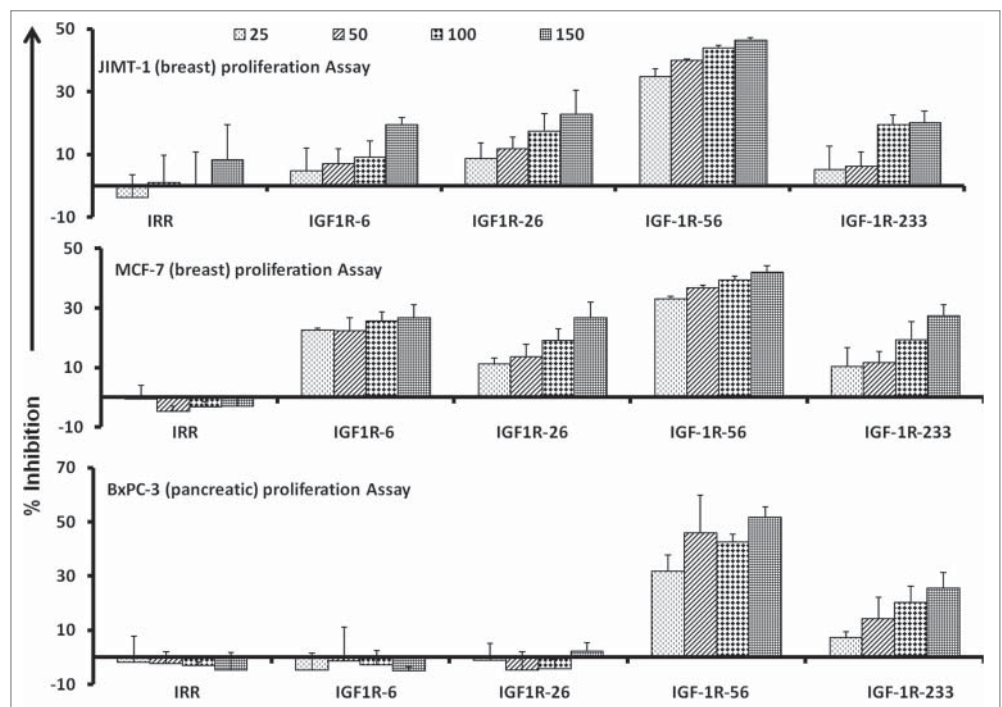 50
25 50 100 150
JIMT-1 (breast) proliferation Assay
30
10
-10
IRR IGF1R-6 IGF1R-26 IGF-1R-56 IGF-1R-233
50
MCF-7 (breast) proliferation Assay
30
10
-10
IRR IGF1R-6 IGF1R-26 IGF-1R-56 IGF-1R-233
70
BxPC-3 (pancreatic) proliferation Assay
50
30
10
-10
IRR IGF1R-6 IGF1R-26 IGF-1R-56 IGF-1R-233
% Inhibition